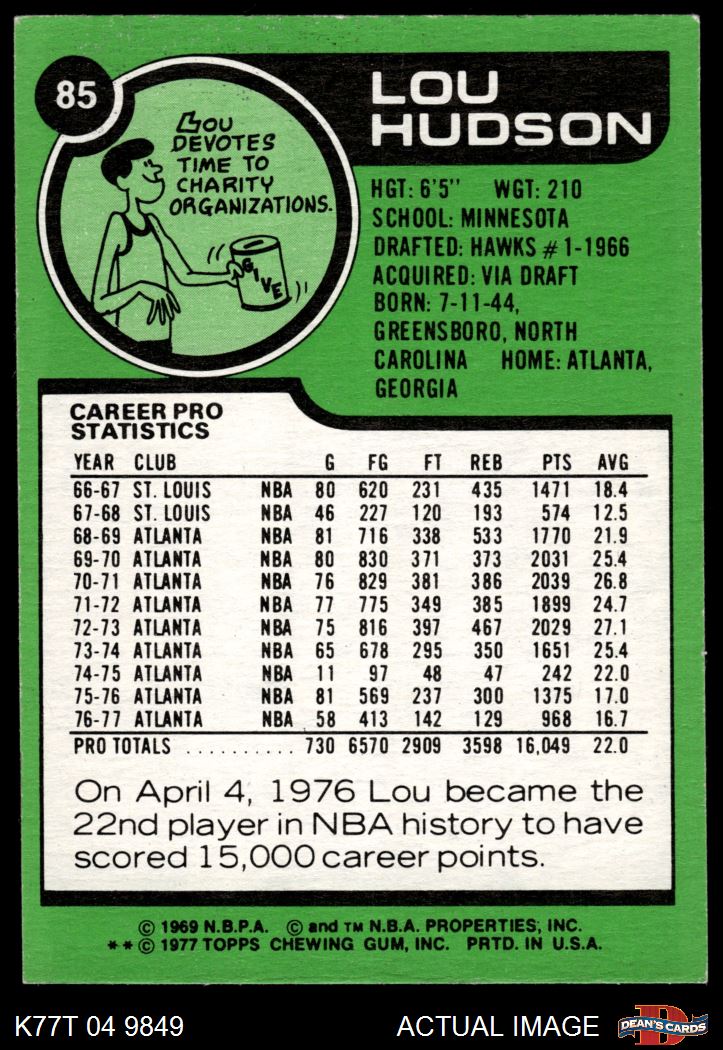 85
LOU
HUDSON
LOU
DEVOTES
TIME TO
CHARITY
ORGANIZATIONS.
GIVE
HGT: 6'5" WGT: 210
SCHOOL: MINNESOTA
DRAFTED: HAWKS #1-1966
ACQUIRED: VIA DRAFT
BORN: 7-11-44,
GREENSBORO, NORTH
CAROLINA HOME: ATLANTA,
GEORGIA
CAREER PRO
STATISTICS
YEAR CLUB G FG FT REB PTS AVG
66-67 ST. LOUIS NBA 80 620 231 435 1471 18.4
67-68 ST. LOUIS NBA 46 227 120 193 574 12.5
68-69 ATLANTA NBA 81 716 338 533 1770 21.9
69-70 ATLANTA NBA 80 830 371 373 2031 25.4
70-71 ATLANTA NBA 76 829 381 386 2039 26.8
71-72 ATLANTA NBA 77 775 349 385 1899 24.7
72-73 ATLANTA NBA 75 816 397 467 2029 27.1
73-74 ATLANTA NBA 65 678 295 350 1651 25.4
74-75 ATLANTA NBA 11 97 48 47 242 22.0
75-76 ATLANTA NBA 81 569 237 300 1375 17.0
76-77 ATLANTA NBA 58 413 142 129 968 16.7
PRO TOTALS .......... 730 6570 2909 3598 16,049 22.0
On April 4, 1976 Lou became the
22nd player in NBA history to have
scored 15,000 career points.
© 1969 N.B.P.A. © and TM N.B.A. PROPERTIES, INC.
**© 1977 TOPPS CHEWING GUM, INC. PRTD. IN U.S.A.
K77T 04 9849 ACTUAL IMAGE D DEAN'S CARDS